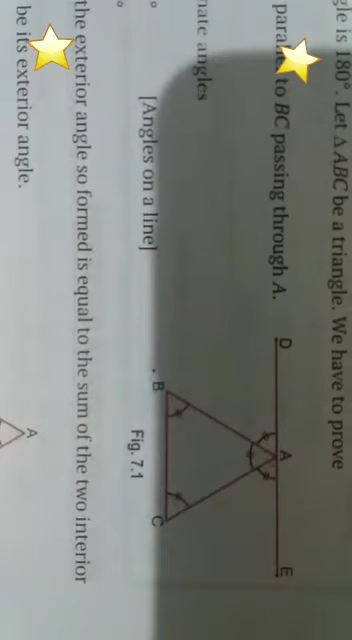 gle is 180°. Let ΔABC be a triangle. We have to prove
to BC passing through A.
D A E
nate angles
B C
[Angles on a line]
Fig. 7.1
the exterior angle so formed is equal to the sum of the two interior
be its exterior angle.
A